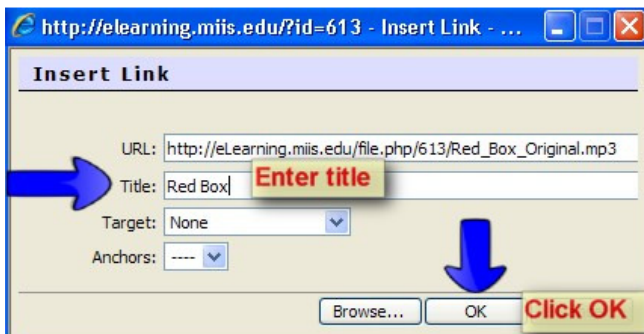 http://elearning.miis.edu/?id=613 - Insert Link - ...
Insert Link
URL: http://eLearning.miis.edu/file.php/613/Red_Box_Original.mp3
Title: Red Box Enter title
Target: None
Anchors: ----
Browse... OK Click OK